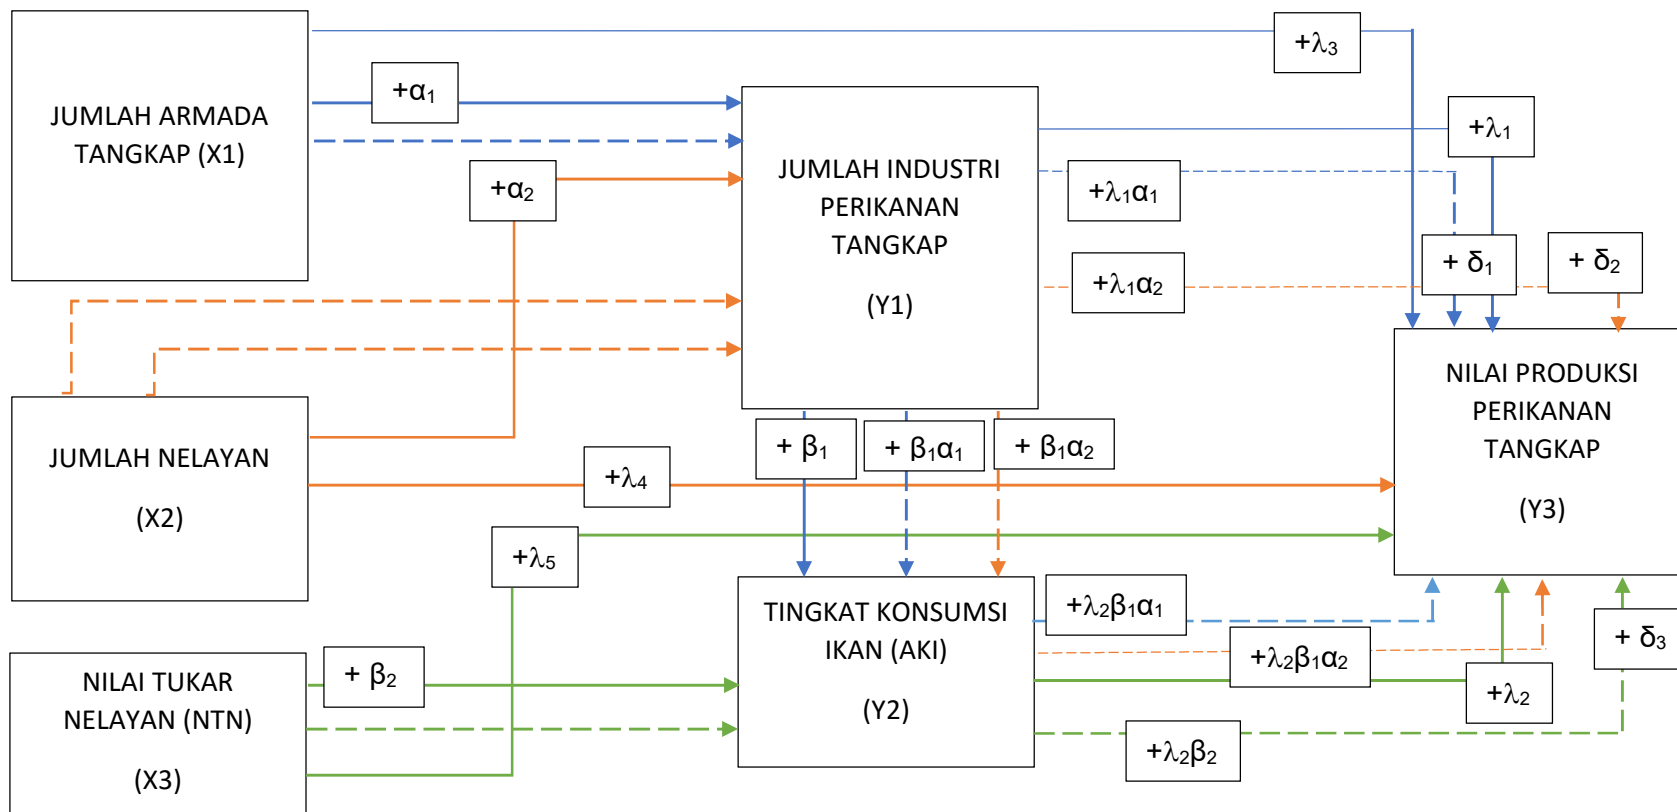 JUMLAH ARMADA
TANGKAP (X1)
+λ₃
+α₁
+α₂
JUMLAH INDUSTRI
PERIKANAN
TANGKAP
(Y1)
+λ₁
+λ₁α₁
+λ₁α₂
+ δ₁
+ δ₂
JUMLAH NELAYAN
(X2)
+λ₄
+λ₅
+ β₁
+ β₁α₁
+ β₁α₂
NILAI PRODUKSI
PERIKANAN
TANGKAP
(Y3)
NILAI TUKAR
NELAYAN (NTN)
(X3)
+ β₂
TINGKAT KONSUMSI
IKAN (AKI)
(Y2)
+λ₂β₁α₁
+λ₂β₁α₂
+λ₂
+λ₂β₂
+ δ₃